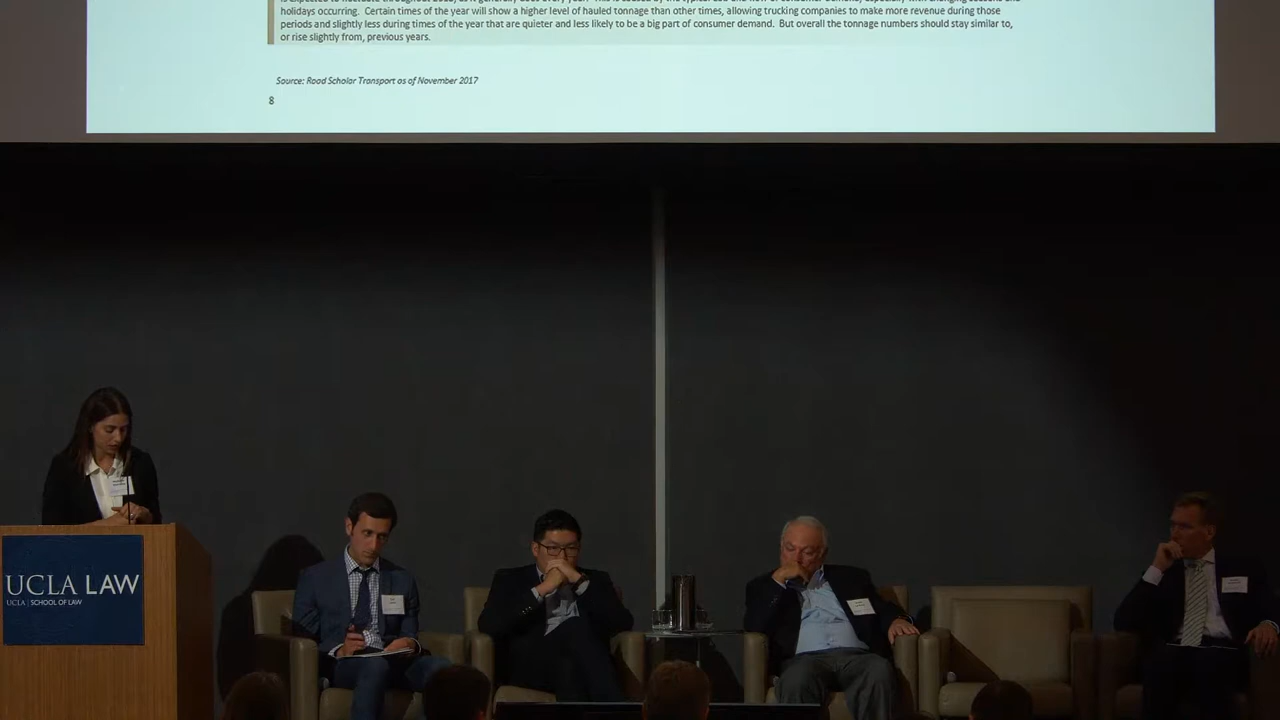 holidays occurring. Certain times of the year will show a higher level of hauled tonnage than other times, allowing trucking companies to make more revenue during those
periods and slightly less during times of the year that are quieter and less likely to be a big part of consumer demand. But overall the tonnage numbers should stay similar to,
or rise slightly from, previous years.
Source: Road Scholar Transport as of November 2017
8
UCLA LAW
UCLA | SCHOOL OF LAW